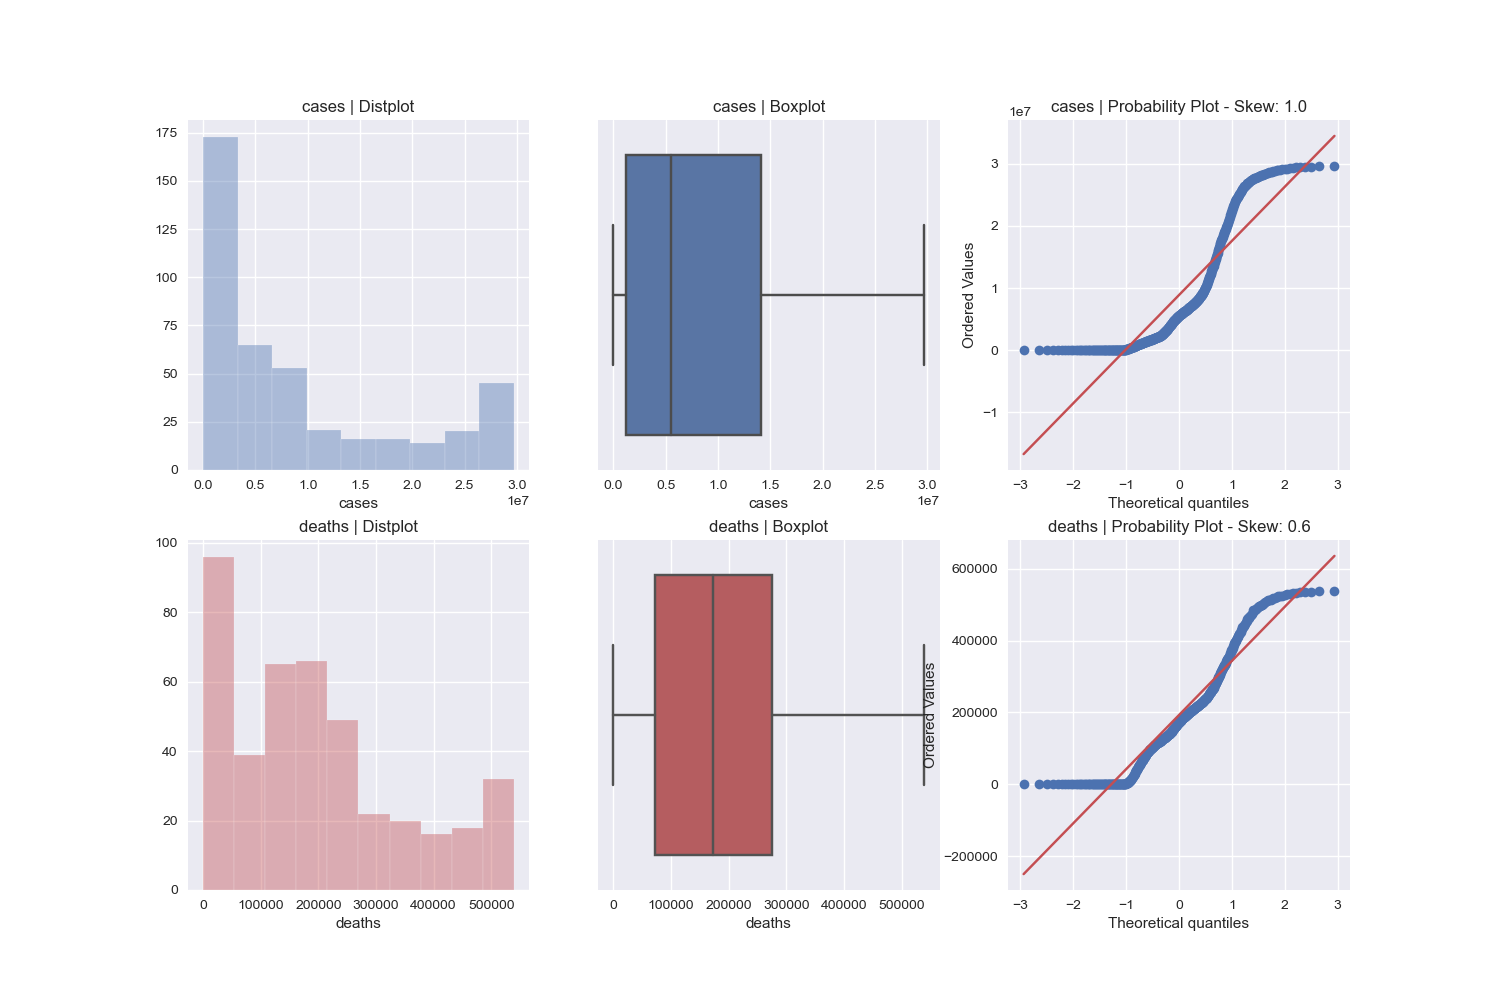 cases | Distplot
175
150
125
100
75
50
25
0
0.0 0.5 1.0 1.5 2.0 2.5 3.0
1e7
cases
cases | Boxplot
0.0 0.5 1.0 1.5 2.0 2.5 3.0
1e7
cases
cases | Probability Plot - Skew: 1.0
1e7
3
2
1
0
−1
Ordered Values
−3 −2 −1 0 1 2 3
Theoretical quantiles
deaths | Distplot
100
80
60
40
20
0
0 100000 200000 300000 400000 500000
deaths
deaths | Boxplot
0 100000 200000 300000 400000 500000
deaths
deaths | Probability Plot - Skew: 0.6
600000
400000
200000
0
−200000
Ordered Values
−3 −2 −1 0 1 2 3
Theoretical quantiles